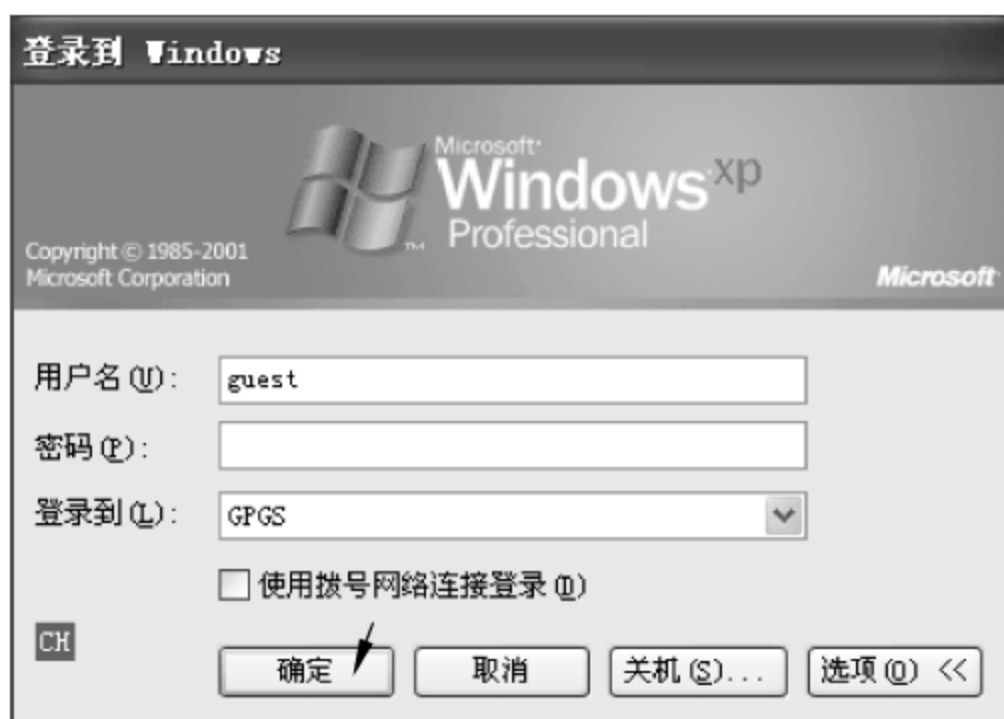 登录到 Windows
Microsoft
Windows xp
Professional
TM
Copyright © 1985-2001
Microsoft Corporation
Microsoft
用户名(U): guest
密码(P):
登录到(L): GPGS
使用拨号网络连接登录(D)
CH
确定 取消 关机(S)... 选项(O) <<